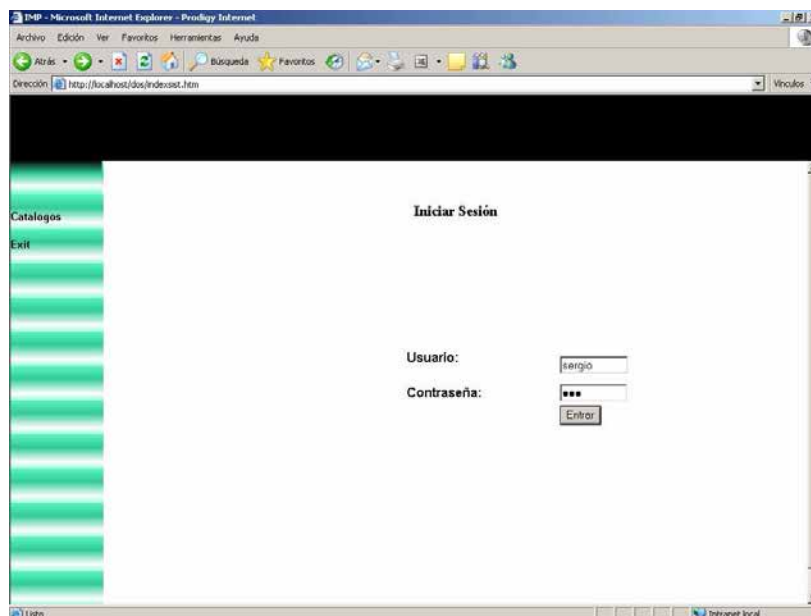 IMP - Microsoft Internet Explorer - Prodigy Internet
Archivo Edición Ver Favoritos Herramientas Ayuda
Atrás Búsqueda Favoritos
Dirección http://localhost/dos/indexsist.htm Vínculos
Iniciar Sesión
Catalogos
Exit
Usuario: sergio
Contraseña: •••
Entrar
Listo Intranet local